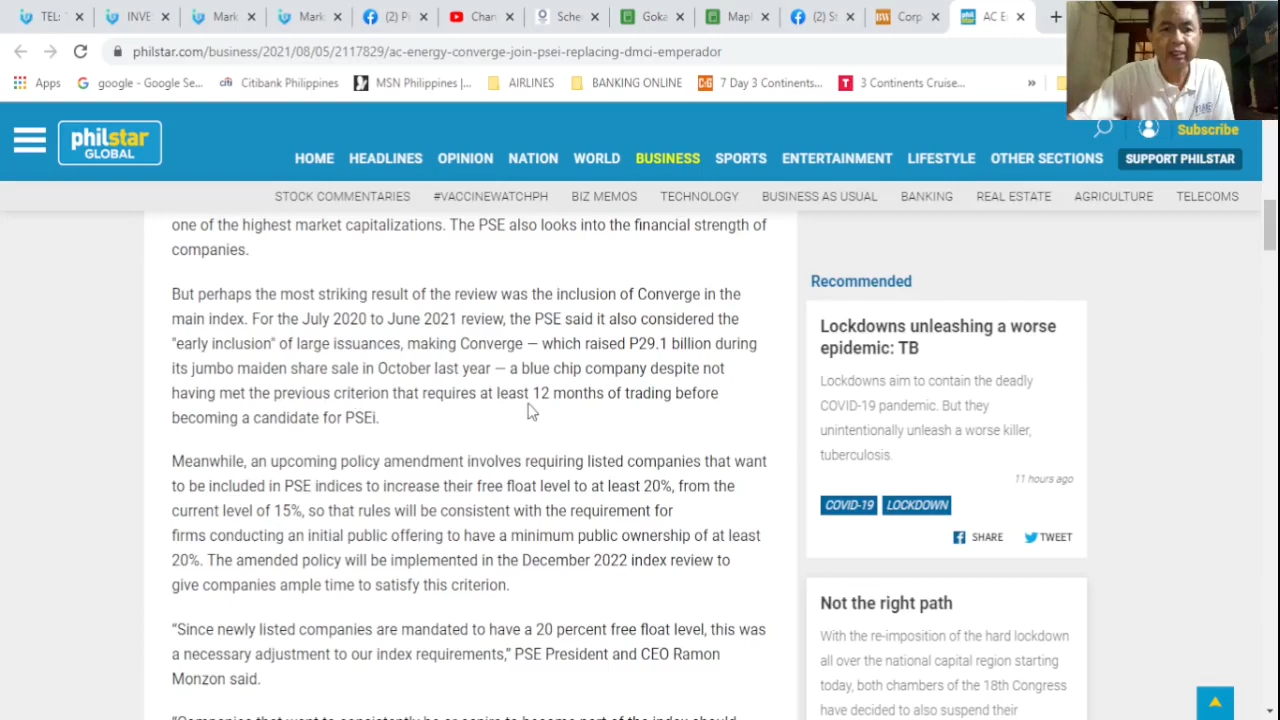 TEL:
INVE
Mark
Mark
(2) Pi
Chan
Sche
Goka
Mapl
(2) St
Corp
AC E
philstar.com/business/2021/08/05/2117829/ac-energy-converge-join-psei-replacing-dmci-emperador
Apps
google - Google Se...
Citibank Philippines
MSN Philippines |...
AIRLINES
BANKING ONLINE
7 Day 3 Continents...
3 Continents Cruise...
»
philstar
GLOBAL
Subscribe
HOME HEADLINES OPINION NATION WORLD BUSINESS SPORTS ENTERTAINMENT LIFESTYLE OTHER SECTIONS SUPPORT PHILSTAR
STOCK COMMENTARIES #VACCINEWATCHPH BIZ MEMOS TECHNOLOGY BUSINESS AS USUAL BANKING REAL ESTATE AGRICULTURE TELECOMS
one of the highest market capitalizations. The PSE also looks into the financial strength of
companies.
But perhaps the most striking result of the review was the inclusion of Converge in the
main index. For the July 2020 to June 2021 review, the PSE said it also considered the
"early inclusion" of large issuances, making Converge — which raised P29.1 billion during
its jumbo maiden share sale in October last year — a blue chip company despite not
having met the previous criterion that requires at least 12 months of trading before
becoming a candidate for PSEi.
Meanwhile, an upcoming policy amendment involves requiring listed companies that want
to be included in PSE indices to increase their free float level to at least 20%, from the
current level of 15%, so that rules will be consistent with the requirement for
firms conducting an initial public offering to have a minimum public ownership of at least
20%. The amended policy will be implemented in the December 2022 index review to
give companies ample time to satisfy this criterion.
“Since newly listed companies are mandated to have a 20 percent free float level, this was
a necessary adjustment to our index requirements,” PSE President and CEO Ramon
Monzon said.
“Companies that want to consistently be or aspire to become part of the index should
Recommended
Lockdowns unleashing a worse
epidemic: TB
Lockdowns aim to contain the deadly
COVID-19 pandemic. But they
unintentionally unleash a worse killer,
tuberculosis.
11 hours ago
COVID-19 LOCKDOWN
SHARE TWEET
Not the right path
With the re-imposition of the hard lockdown
all over the national capital region starting
today, both chambers of the 18th Congress
have decided to also suspend their